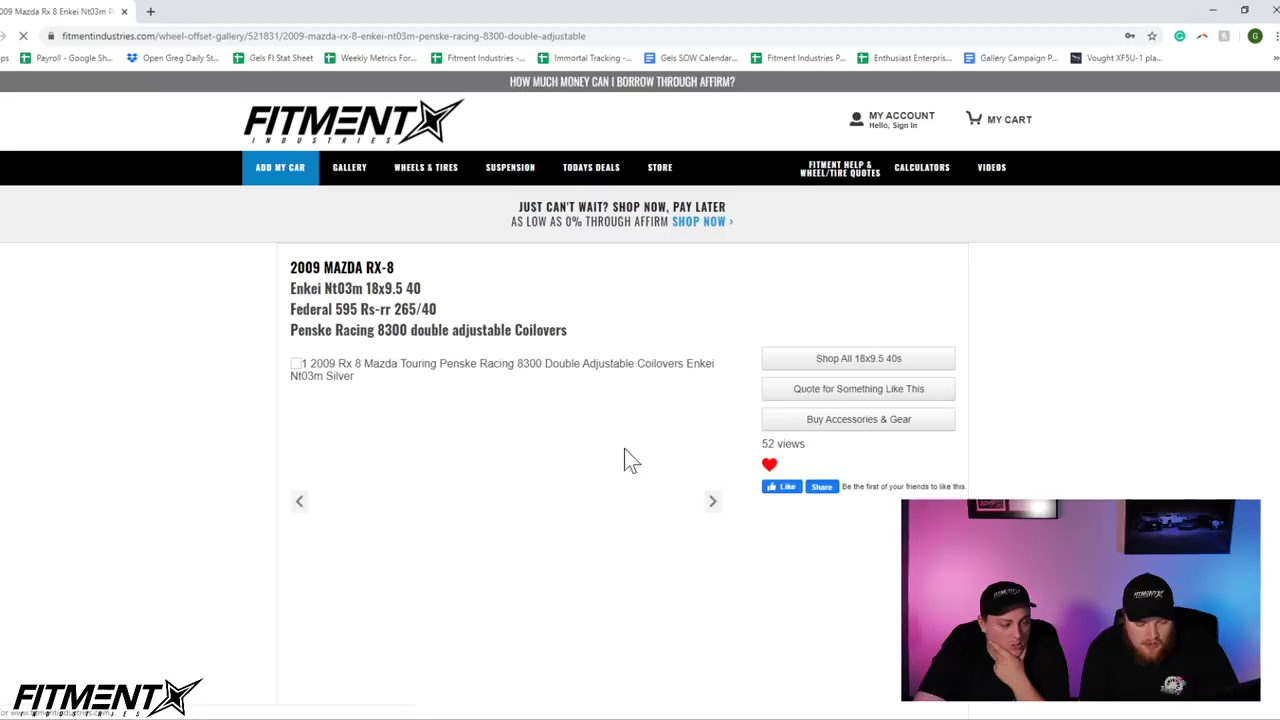 2009 Mazda Rx 8 Enkei Nt03m P
fitmentindustries.com/wheel-offset-gallery/521831/2009-mazda-rx-8-enkei-nt03m-penske-racing-8300-double-adjustable
ps
Payroll - Google Sh...
Open Greg Daily St...
Gels FI Stat Sheet
Weekly Metrics For...
Fitment Industries -...
Immortal Tracking -...
Gels SOW Calendar...
Fitment Industries P...
Enthusiast Enterpris...
Gallery Campaign P...
Vought XF5U-1 pla...
HOW MUCH MONEY CAN I BORROW THROUGH AFFIRM?
FITMENT
INDUSTRIES
MY ACCOUNT
Hello, Sign In
MY CART
ADD MY CAR
GALLERY
WHEELS & TIRES
SUSPENSION
TODAYS DEALS
STORE
FITMENT HELP &
WHEEL/TIRE QUOTES
CALCULATORS
VIDEOS
JUST CAN'T WAIT? SHOP NOW, PAY LATER
AS LOW AS 0% THROUGH AFFIRM SHOP NOW ›
2009 MAZDA RX-8
Enkei Nt03m 18x9.5 40
Federal 595 Rs-rr 265/40
Penske Racing 8300 double adjustable Coilovers
1 2009 Rx 8 Mazda Touring Penske Racing 8300 Double Adjustable Coilovers Enkei
Nt03m Silver
Shop All 18x9.5 40s
Quote for Something Like This
Buy Accessories & Gear
52 views
Like
Share
Be the first of your friends to like this.
FITMENT
INDUSTRIES